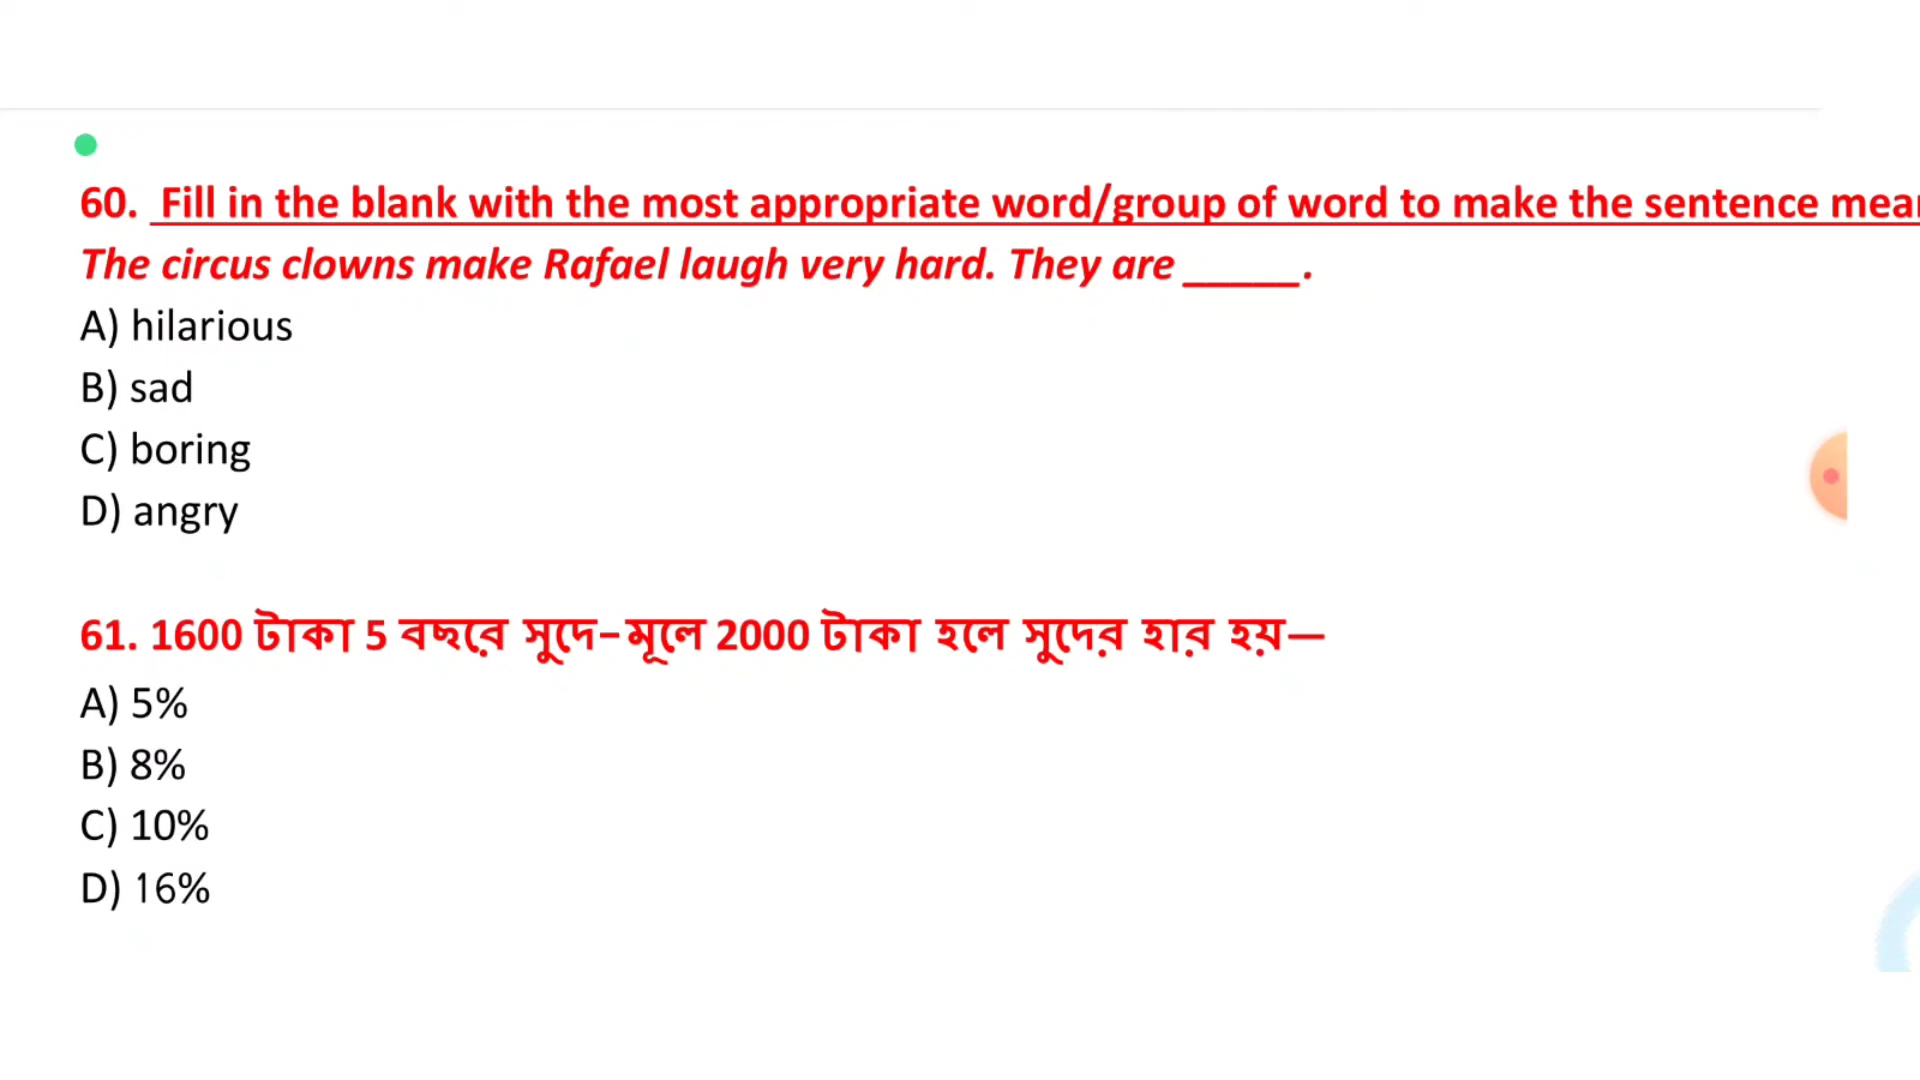 60. Fill in the blank with the most appropriate word/group of word to make the sentence
The circus clowns make Rafael laugh very hard. They are _____.
A) hilarious
B) sad
C) boring
D) angry
61. 1600 টাকা 5 বছরে সুদে-মূলে 2000 টাকা হলে সুদের হার হয়—
A) 5%
B) 8%
C) 10%
D) 16%